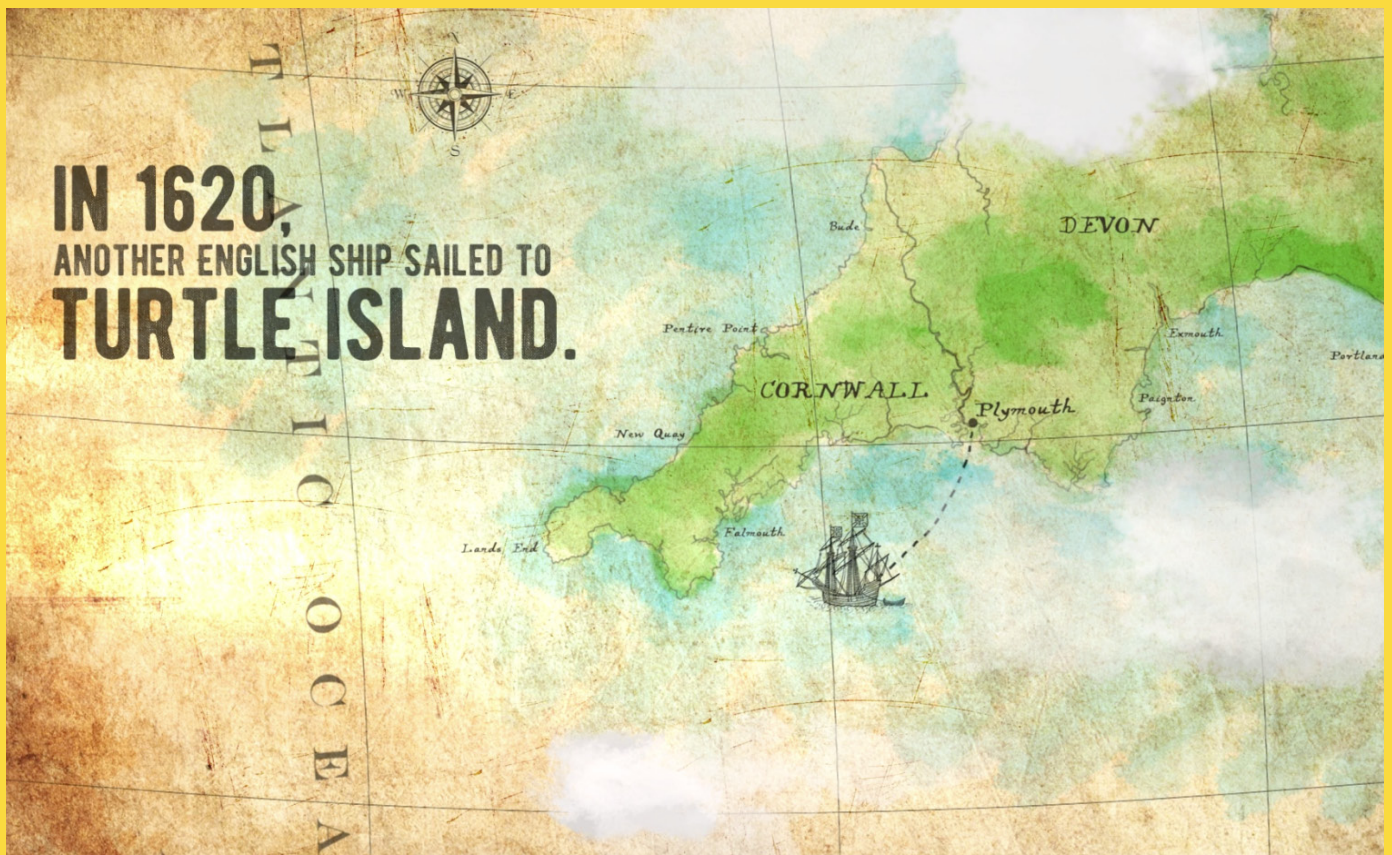 IN 1620,
ANOTHER ENGLISH SHIP SAILED TO
TURTLE ISLAND.
TLANTIC OCEA
N
W
E
S
DEVON
Bude
Pentire Point
Exmouth
Portland
CORNWALL
Paignton
Plymouth
New Quay
Falmouth
Lands End